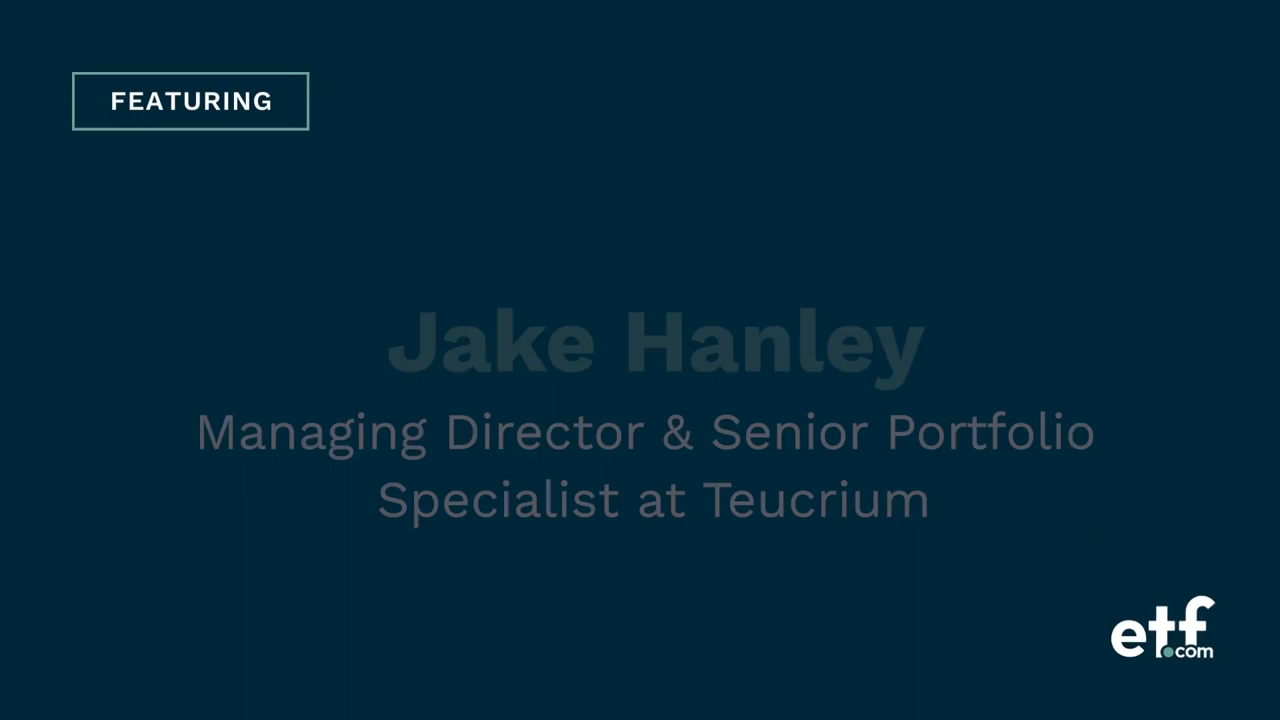 FEATURING
Jake Hanley
Managing Director & Senior Portfolio
Specialist at Teucrium
etf
.com